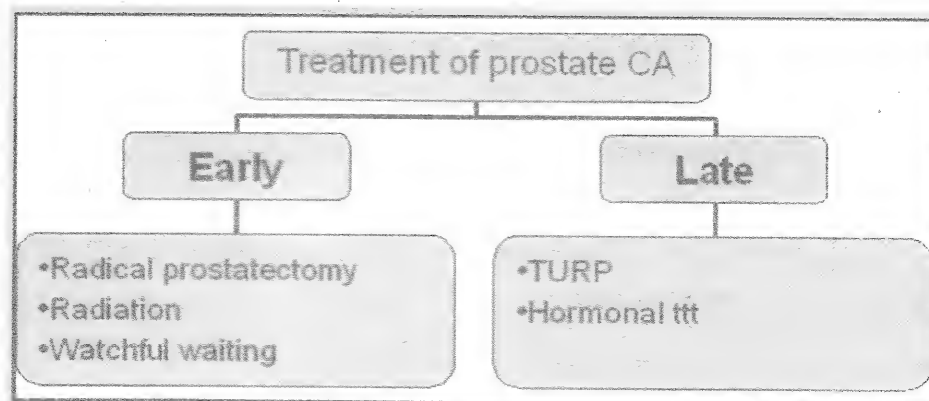 Treatment of prostate CA
Early
Late
•Radical prostatectomy
•Radiation
•Watchful waiting
•TURP
•Hormonal ttt